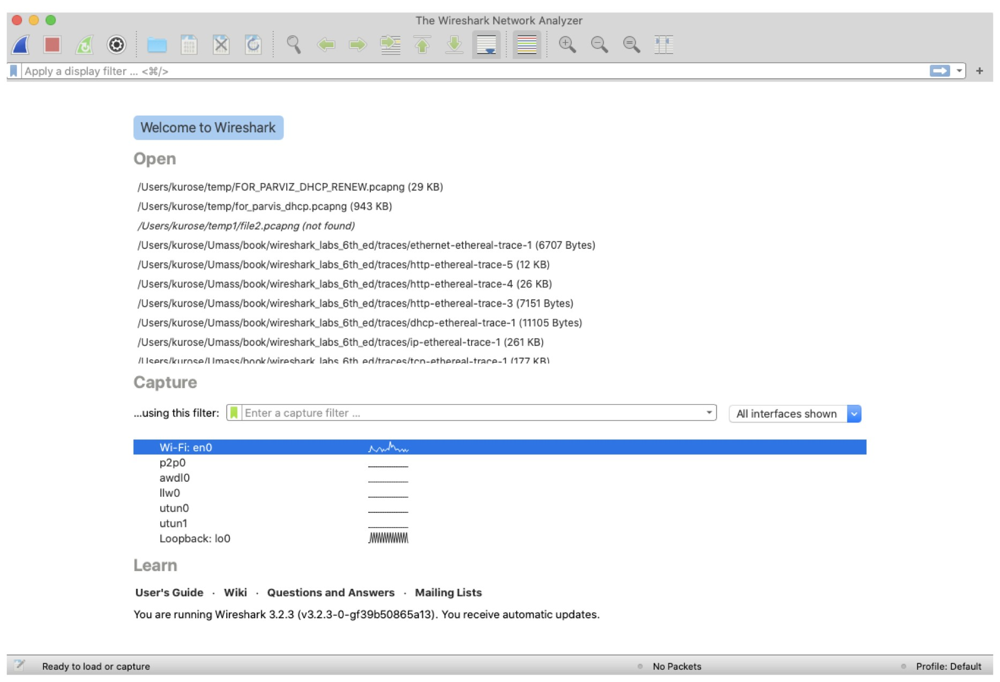 The Wireshark Network Analyzer
Apply a display filter ... <⌘/>
+
Welcome to Wireshark
Open
/Users/kurose/temp/FOR_PARVIZ_DHCP_RENEW.pcapng (29 KB)
/Users/kurose/temp/for_parvis_dhcp.pcapng (943 KB)
/Users/kurose/temp1/file2.pcapng (not found)
/Users/kurose/Umass/book/wireshark_labs_6th_ed/traces/ethernet-ethereal-trace-1 (6707 Bytes)
/Users/kurose/Umass/book/wireshark_labs_6th_ed/traces/http-ethereal-trace-5 (12 KB)
/Users/kurose/Umass/book/wireshark_labs_6th_ed/traces/http-ethereal-trace-4 (26 KB)
/Users/kurose/Umass/book/wireshark_labs_6th_ed/traces/http-ethereal-trace-3 (7151 Bytes)
/Users/kurose/Umass/book/wireshark_labs_6th_ed/traces/dhcp-ethereal-trace-1 (11105 Bytes)
/Users/kurose/Umass/book/wireshark_labs_6th_ed/traces/ip-ethereal-trace-1 (261 KB)
/Users/kurose/Umass/book/wireshark_labs_6th_ed/traces/tcp-ethereal-trace-1 (177 KB)
Capture
...using this filter: Enter a capture filter ... All interfaces shown
Wi-Fi: en0
p2p0
awdl0
llw0
utun0
utun1
Loopback: lo0
Learn
User's Guide · Wiki · Questions and Answers · Mailing Lists
You are running Wireshark 3.2.3 (v3.2.3-0-gf39b50865a13). You receive automatic updates.
Ready to load or capture No Packets Profile: Default